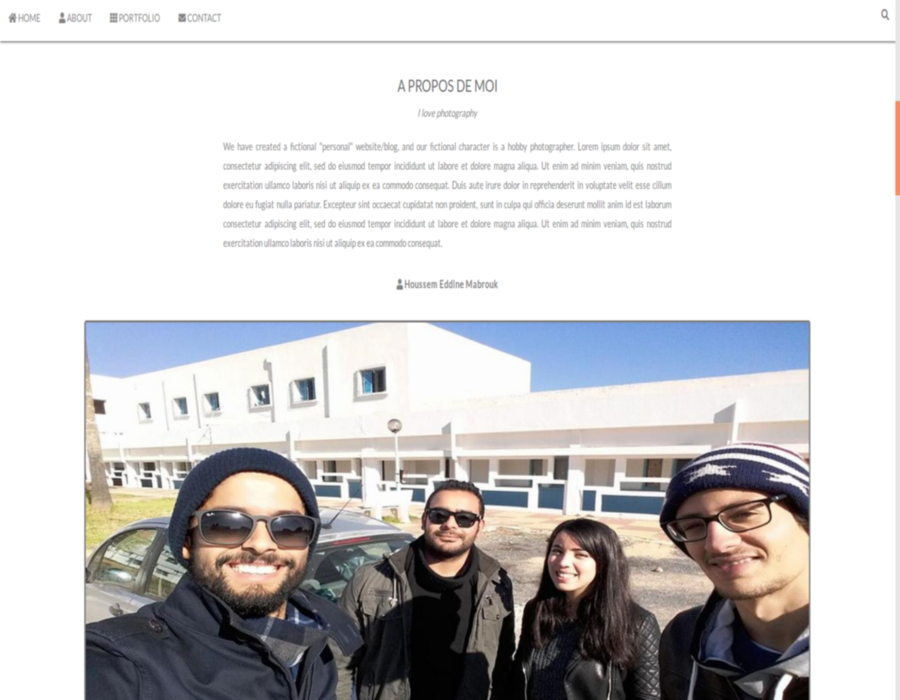 HOME ABOUT PORTFOLIO CONTACT
A PROPOS DE MOI
I love photography
We have created a fictional "personal" website/blog, and our fictional character is a hobby photographer. Lorem ipsum dolor sit amet,
consectetur adipiscing elit, sed do eiusmod tempor incididunt ut labore et dolore magna aliqua. Ut enim ad minim veniam, quis nostrud
exercitation ullamco laboris nisi ut aliquip ex ea commodo consequat. Duis aute irure dolor in reprehenderit in voluptate velit esse cillum
dolore eu fugiat nulla pariatur. Excepteur sint occaecat cupidatat non proident, sunt in culpa qui officia deserunt mollit anim id est laborum
consectetur adipiscing elit, sed do eiusmod tempor incididunt ut labore et dolore magna aliqua. Ut enim ad minim veniam, quis nostrud
exercitation ullamco laboris nisi ut aliquip ex ea commodo consequat.
Houssem Eddine Mabrouk